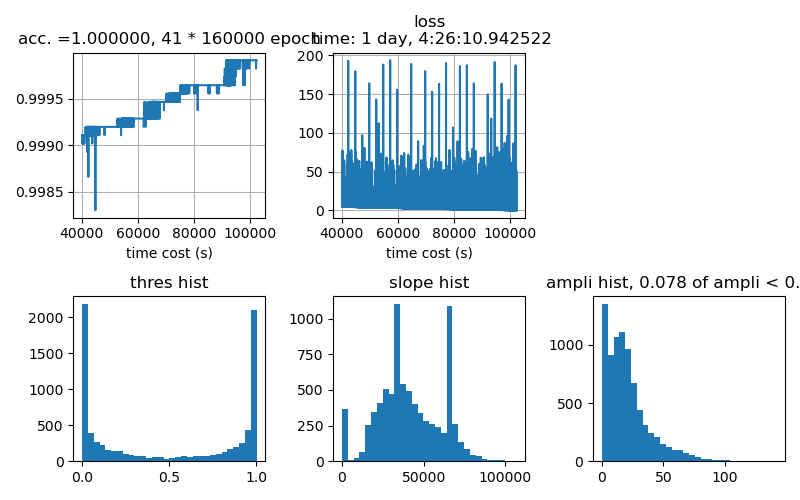 loss
acc. =1.000000, 41 * 160000 epoch
time: 1 day, 4:26:10.942522
0.9995
0.9990
0.9985
40000 60000 80000 100000
time cost (s)
200
150
100
50
0
40000 60000 80000 100000
time cost (s)
thres hist
2000
1500
1000
500
0
0.0 0.5 1.0
slope hist
1000
750
500
250
0
0 50000 100000
ampli hist, 0.078 of ampli < 0.
1000
500
0
0 50 100